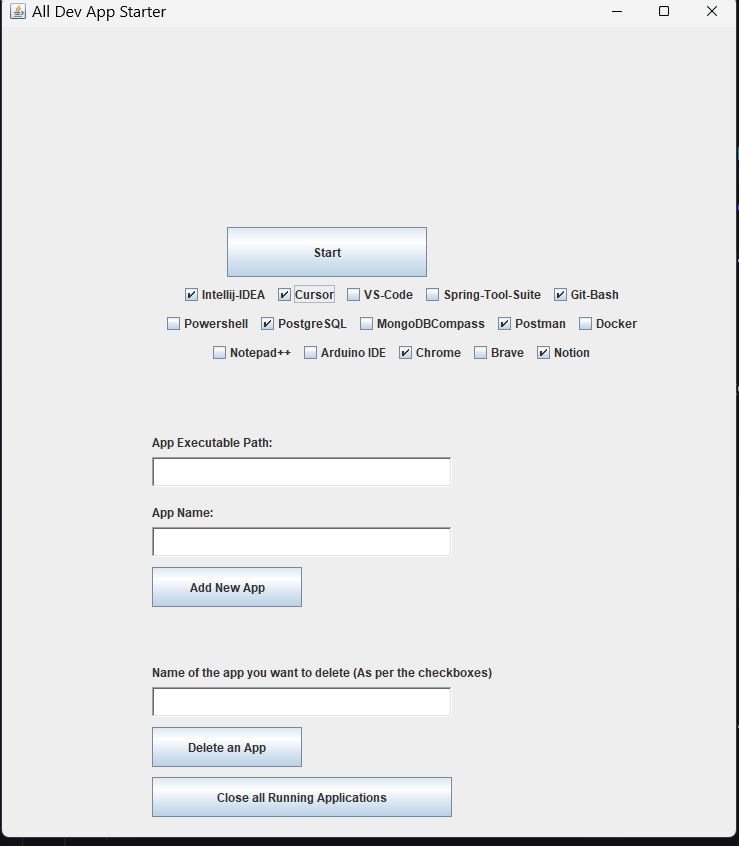 All Dev App Starter
Start
Intellij-IDEA Cursor VS-Code Spring-Tool-Suite Git-Bash
Powershell PostgreSQL MongoDBCompass Postman Docker
Notepad++ Arduino IDE Chrome Brave Notion
App Executable Path:
App Name:
Add New App
Name of the app you want to delete (As per the checkboxes)
Delete an App
Close all Running Applications